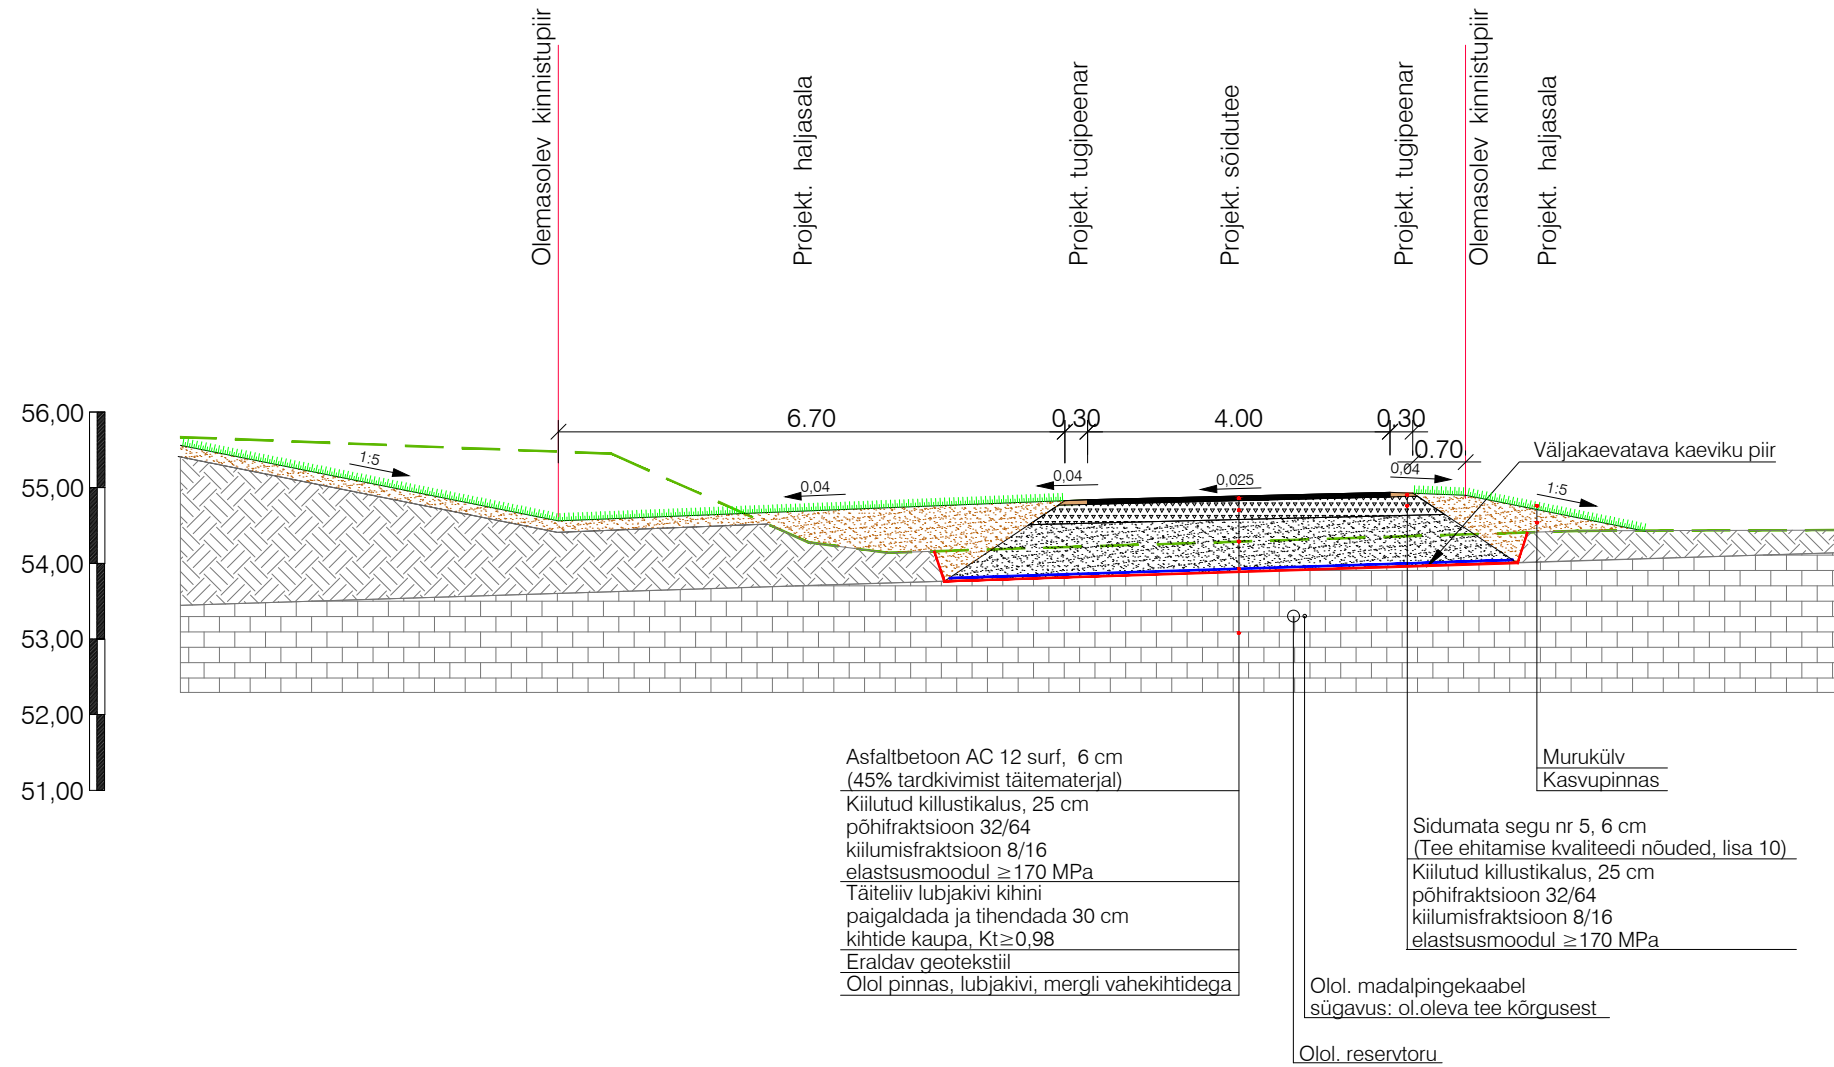 Olemasolev kinnistupiir
Projekt. haljasala
Projekt. tugipeenar
Projekt. sõidutee
Projekt. tugipeenar
Olemasolev kinnistupiir
Projekt. haljasala
56,00
55,00
54,00
53,00
52,00
51,00
6.70
0.30
4.00
0.30
0.70
1:5
0,04
0,04
0,025
0,04
1:5
Väljakaevatava kaeviku piir
Asfaltbetoon AC 12 surf, 6 cm
(45% tardkivimist täitematerjal)
Kiilutud killustikalus, 25 cm
põhifraktsioon 32/64
kiilumisfraktsioon 8/16
elastsusmoodul ≥170 MPa
Täiteliiv lubjakivi kihini
paigaldada ja tihendada 30 cm
kihtide kaupa, Kt≥0,98
Eraldav geotekstiil
Olol pinnas, lubjakivi, mergli vahekihtidega
Murukülv
Kasvupinnas
Sidumata segu nr 5, 6 cm
(Tee ehitamise kvaliteedi nõuded, lisa 10)
Kiilutud killustikalus, 25 cm
põhifraktsioon 32/64
kiilumisfraktsioon 8/16
elastsusmoodul ≥170 MPa
Olol. madalpingekaabel
sügavus: ol.oleva tee kõrgusest
Olol. reservtoru